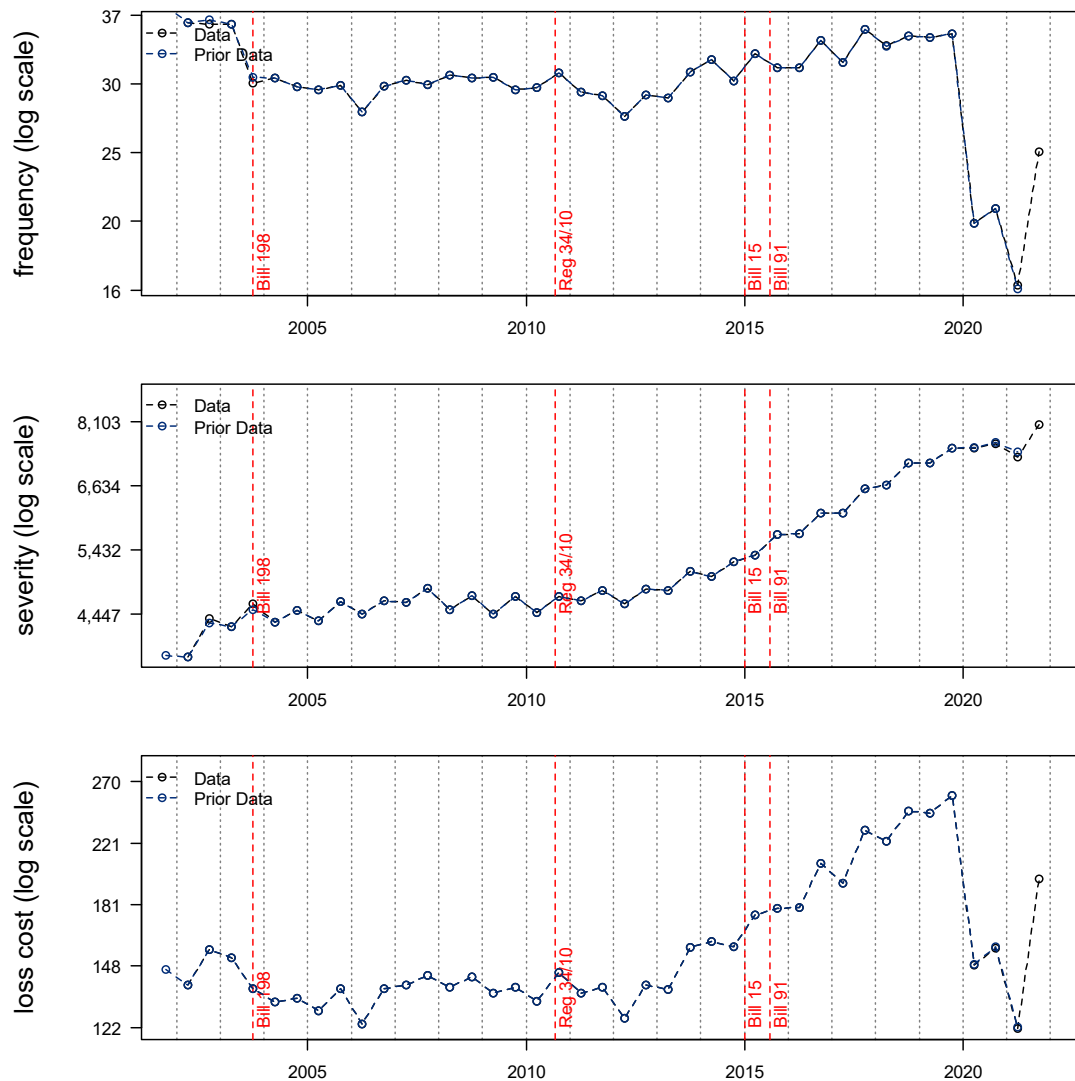 frequency (log scale)
37
30
25
20
16
Data
Prior Data
Bill 198
Reg 34/10
Bill 15
Bill 91
2005
2010
2015
2020
severity (log scale)
8,103
6,634
5,432
4,447
Data
Prior Data
Bill 198
Reg 34/10
Bill 15
Bill 91
2005
2010
2015
2020
loss cost (log scale)
270
221
181
148
122
Data
Prior Data
Bill 198
Reg 34/10
Bill 15
Bill 91
2005
2010
2015
2020